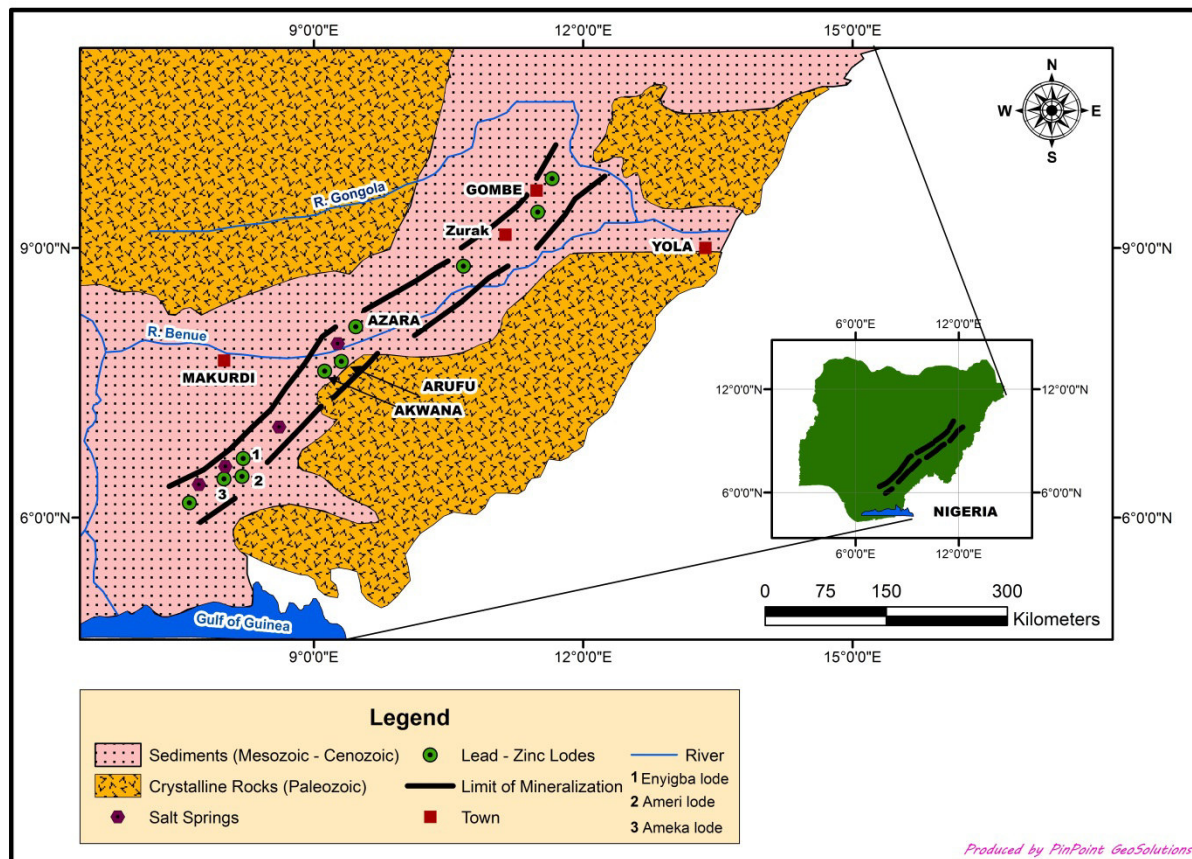 9°0'0"E 12°0'0"E 15°0'0"E
N
W E
S
GOMBE
R. Gongola
Zurak
9°0'0"N YOLA 9°0'0"N
AZARA
R. Benue
MAKURDI
ARUFU
AKWANA
1
2
3
6°0'0"N 6°0'0"N
Gulf of Guinea
6°0'0"E 12°0'0"E
12°0'0"N 12°0'0"N
6°0'0"N 6°0'0"N
NIGERIA
6°0'0"E 12°0'0"E
0 75 150 300
Kilometers
9°0'0"E 12°0'0"E 15°0'0"E
Legend
Sediments (Mesozoic - Cenozoic)
Crystalline Rocks (Paleozoic)
Salt Springs
Lead - Zinc Lodes
Limit of Mineralization
Town
River
1 Enyigba lode
2 Ameri lode
3 Ameka lode
Produced by PinPoint GeoSolutions